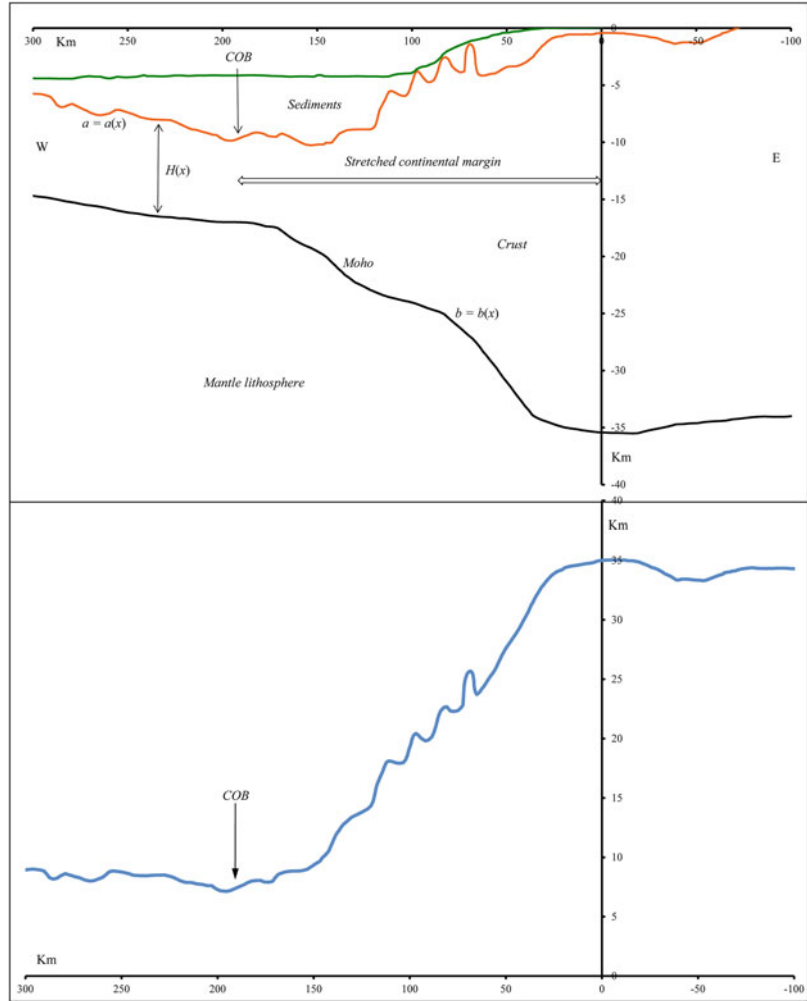 300 250 200 150 100 50 0 -50 -100
Km
COB
-5
Sediments
a = a(x)
-10
W
E
H(x)
Stretched continental margin
-15
Crust
-20
Moho
b = b(x)
-25
Mantle lithosphere
-30
-35
Km
-40
40
Km
35
30
25
20
COB
15
10
5
Km
0
300 250 200 150 100 50 0 -50 -100